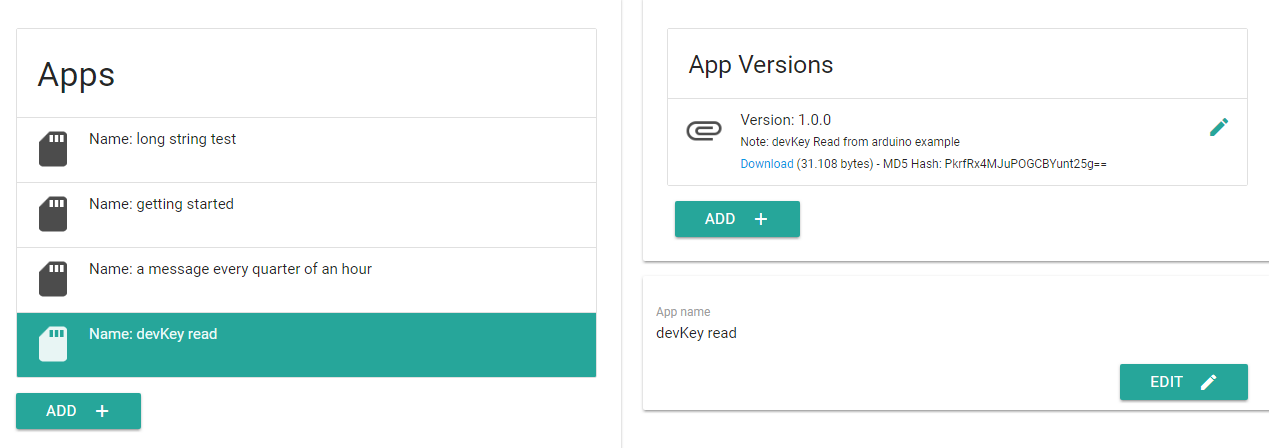 Apps
Name: long string test
Name: getting started
Name: a message every quarter of an hour
Name: devKey read
ADD
App Versions
Version: 1.0.0
Note: devKey Read from arduino example
Download (31.108 bytes) - MD5 Hash: PkrfRx4MJuPOGCBYunt25g==
ADD
App name
devKey read
EDIT